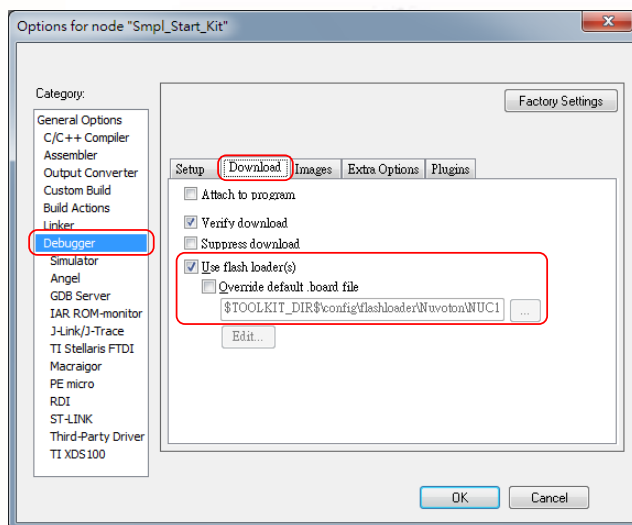 Options for node "Smpl_Start_Kit"
Category:
Factory Settings
General Options
C/C++ Compiler
Assembler
Output Converter
Custom Build
Build Actions
Linker
Debugger
Simulator
Angel
GDB Server
IAR ROM-monitor
J-Link/J-Trace
TI Stellaris FTDI
Macraigor
PE micro
RDI
ST-LINK
Third-Party Driver
TI XDS100
Setup Download Images Extra Options Plugins
Attach to program
Verify download
Suppress download
Use flash loader(s)
Override default .board file
$TOOLKIT_DIR$\config\flashloader\Nuvoton\NUC1 ...
Edit...
OK Cancel